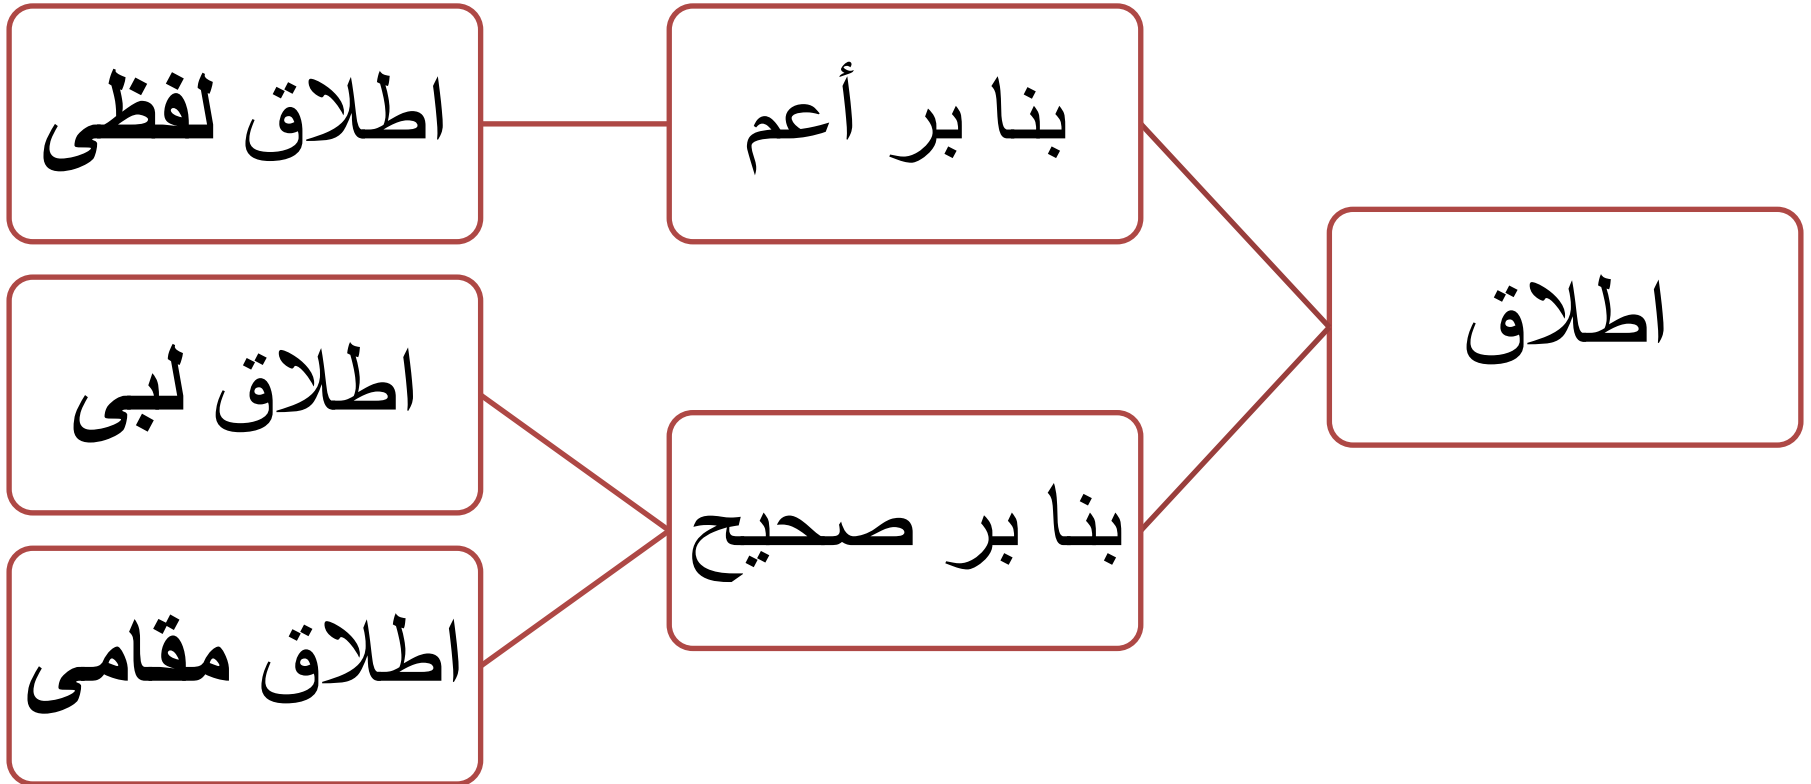 اطلاق
بنا بر أعم
اطلاق لفظی
بنا بر صحیح
اطلاق لبی
اطلاق مقامی